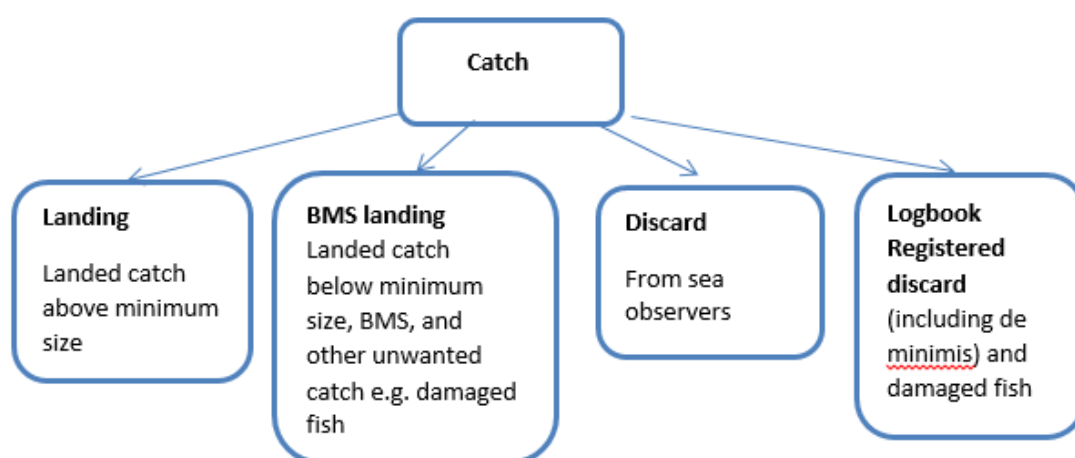 Catch
Landing
Landed catch
above minimum
size
BMS landing
Landed catch
below minimum
size, BMS, and
other unwanted
catch e.g. damaged
fish
Discard
From sea
observers
Logbook
Registered
discard
(including de
minimis) and
damaged fish